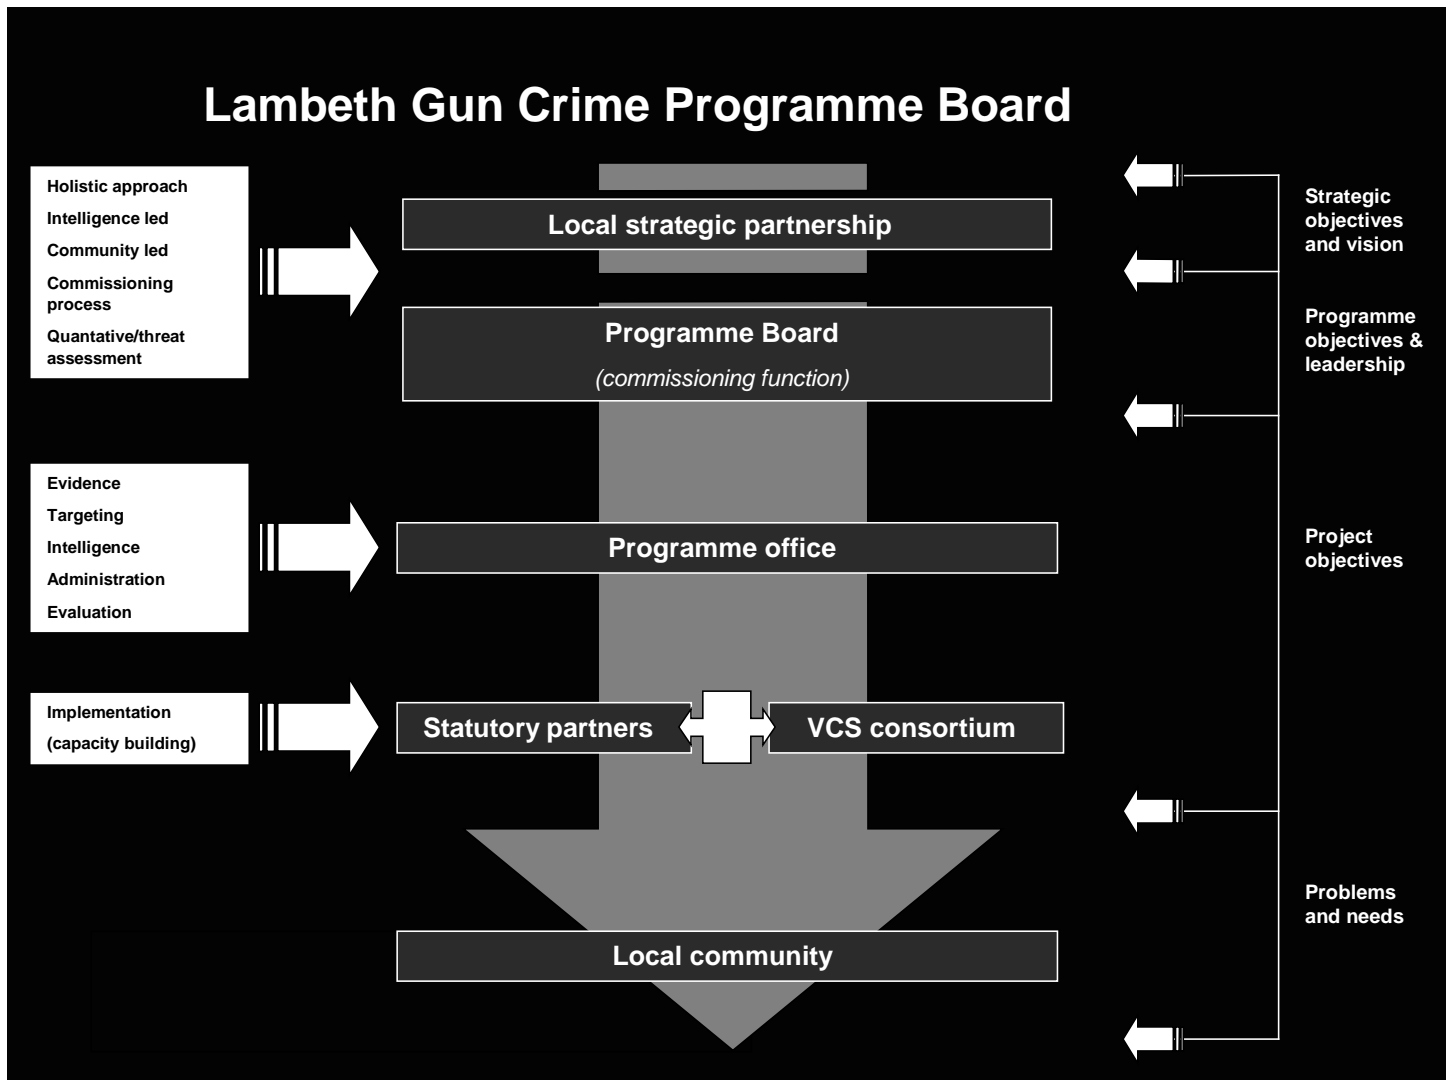 Lambeth Gun Crime Programme Board
Holistic approach
Intelligence led
Community led
Commissioning
process
Quantative/threat
assessment
Local strategic partnership
Strategic
objectives
and vision
Programme Board
(commissioning function)
Programme
objectives &
leadership
Evidence
Targeting
Intelligence
Administration
Evaluation
Programme office
Project
objectives
Implementation
(capacity building)
Statutory partners
VCS consortium
Problems
and needs
Local community